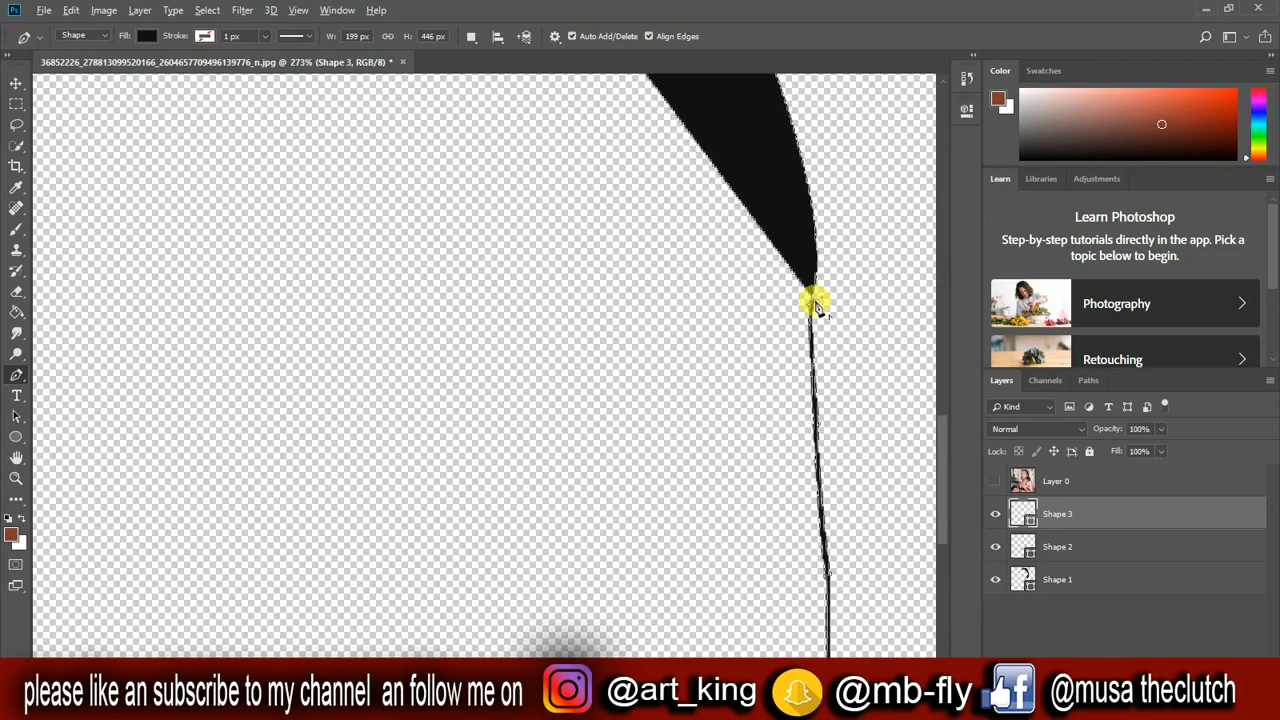 Ps File Edit Image Layer Type Select Filter 3D View Window Help
Shape Fill: Stroke: 1 px W: 199 px H: 446 px Auto Add/Delete Align Edges
36852226_278813099520166_2604657709496139776_n.jpg @ 273% (Shape 3, RGB/8) *
Color Swatches
Learn Libraries Adjustments
Learn Photoshop
Step-by-step tutorials directly in the app. Pick a
topic below to begin.
Photography
Retouching
Layers Channels Paths
Kind
Normal Opacity: 100%
Lock: Fill: 100%
Layer 0
Shape 3
Shape 2
Shape 1
please like an subscribe to my channel an follow me on @art_king @mb-fly @musa theclutch